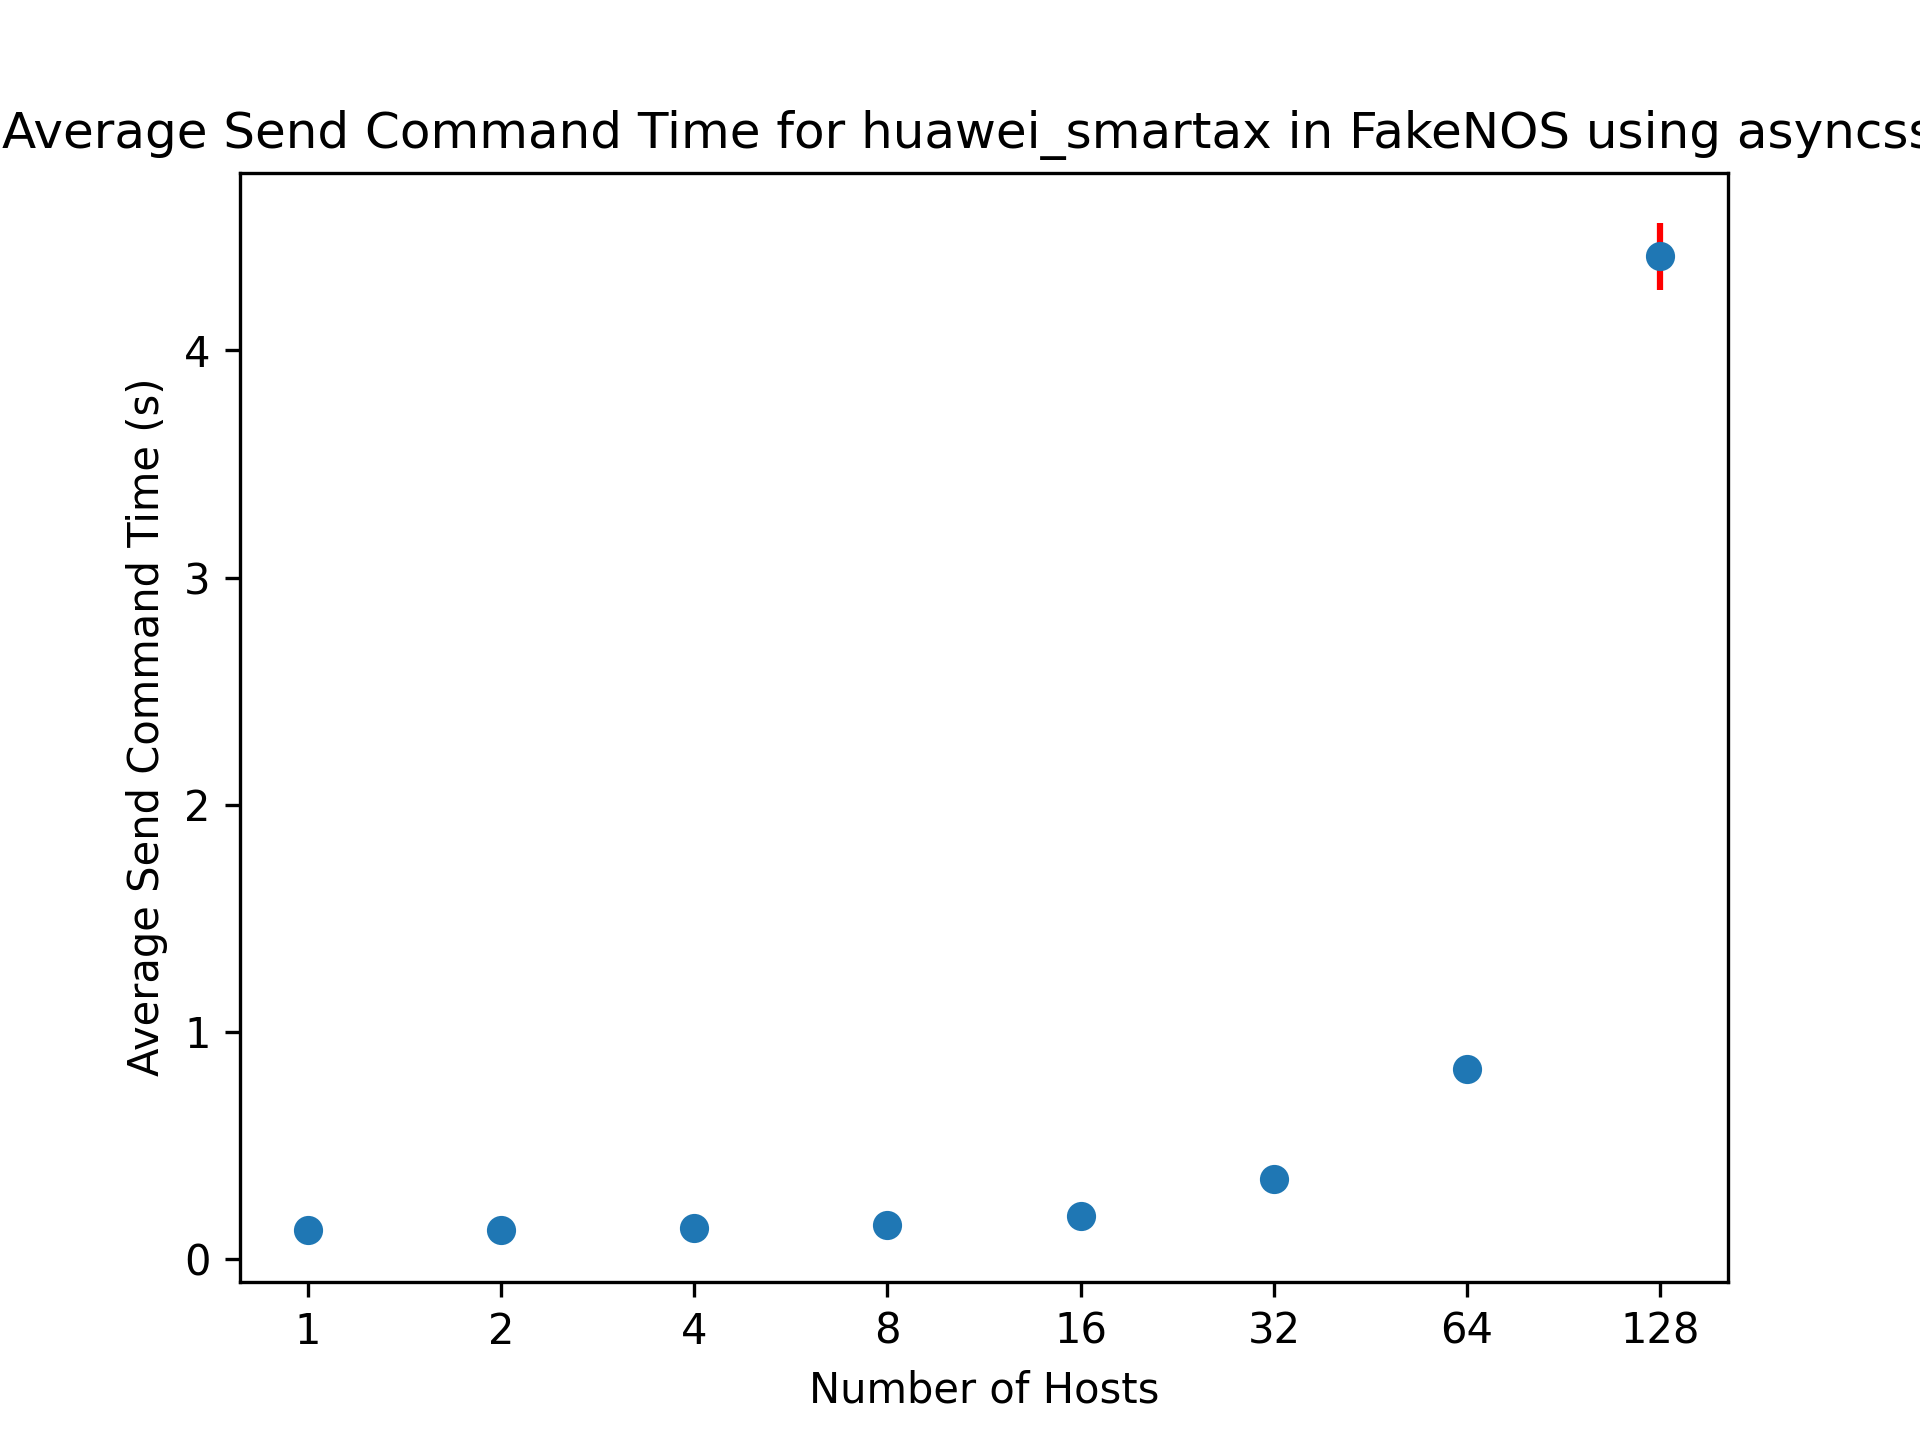 Average Send Command Time for huawei_smartax in FakeNOS using asyncss
Average Send Command Time (s)
4
3
2
1
0
1 2 4 8 16 32 64 128
Number of Hosts